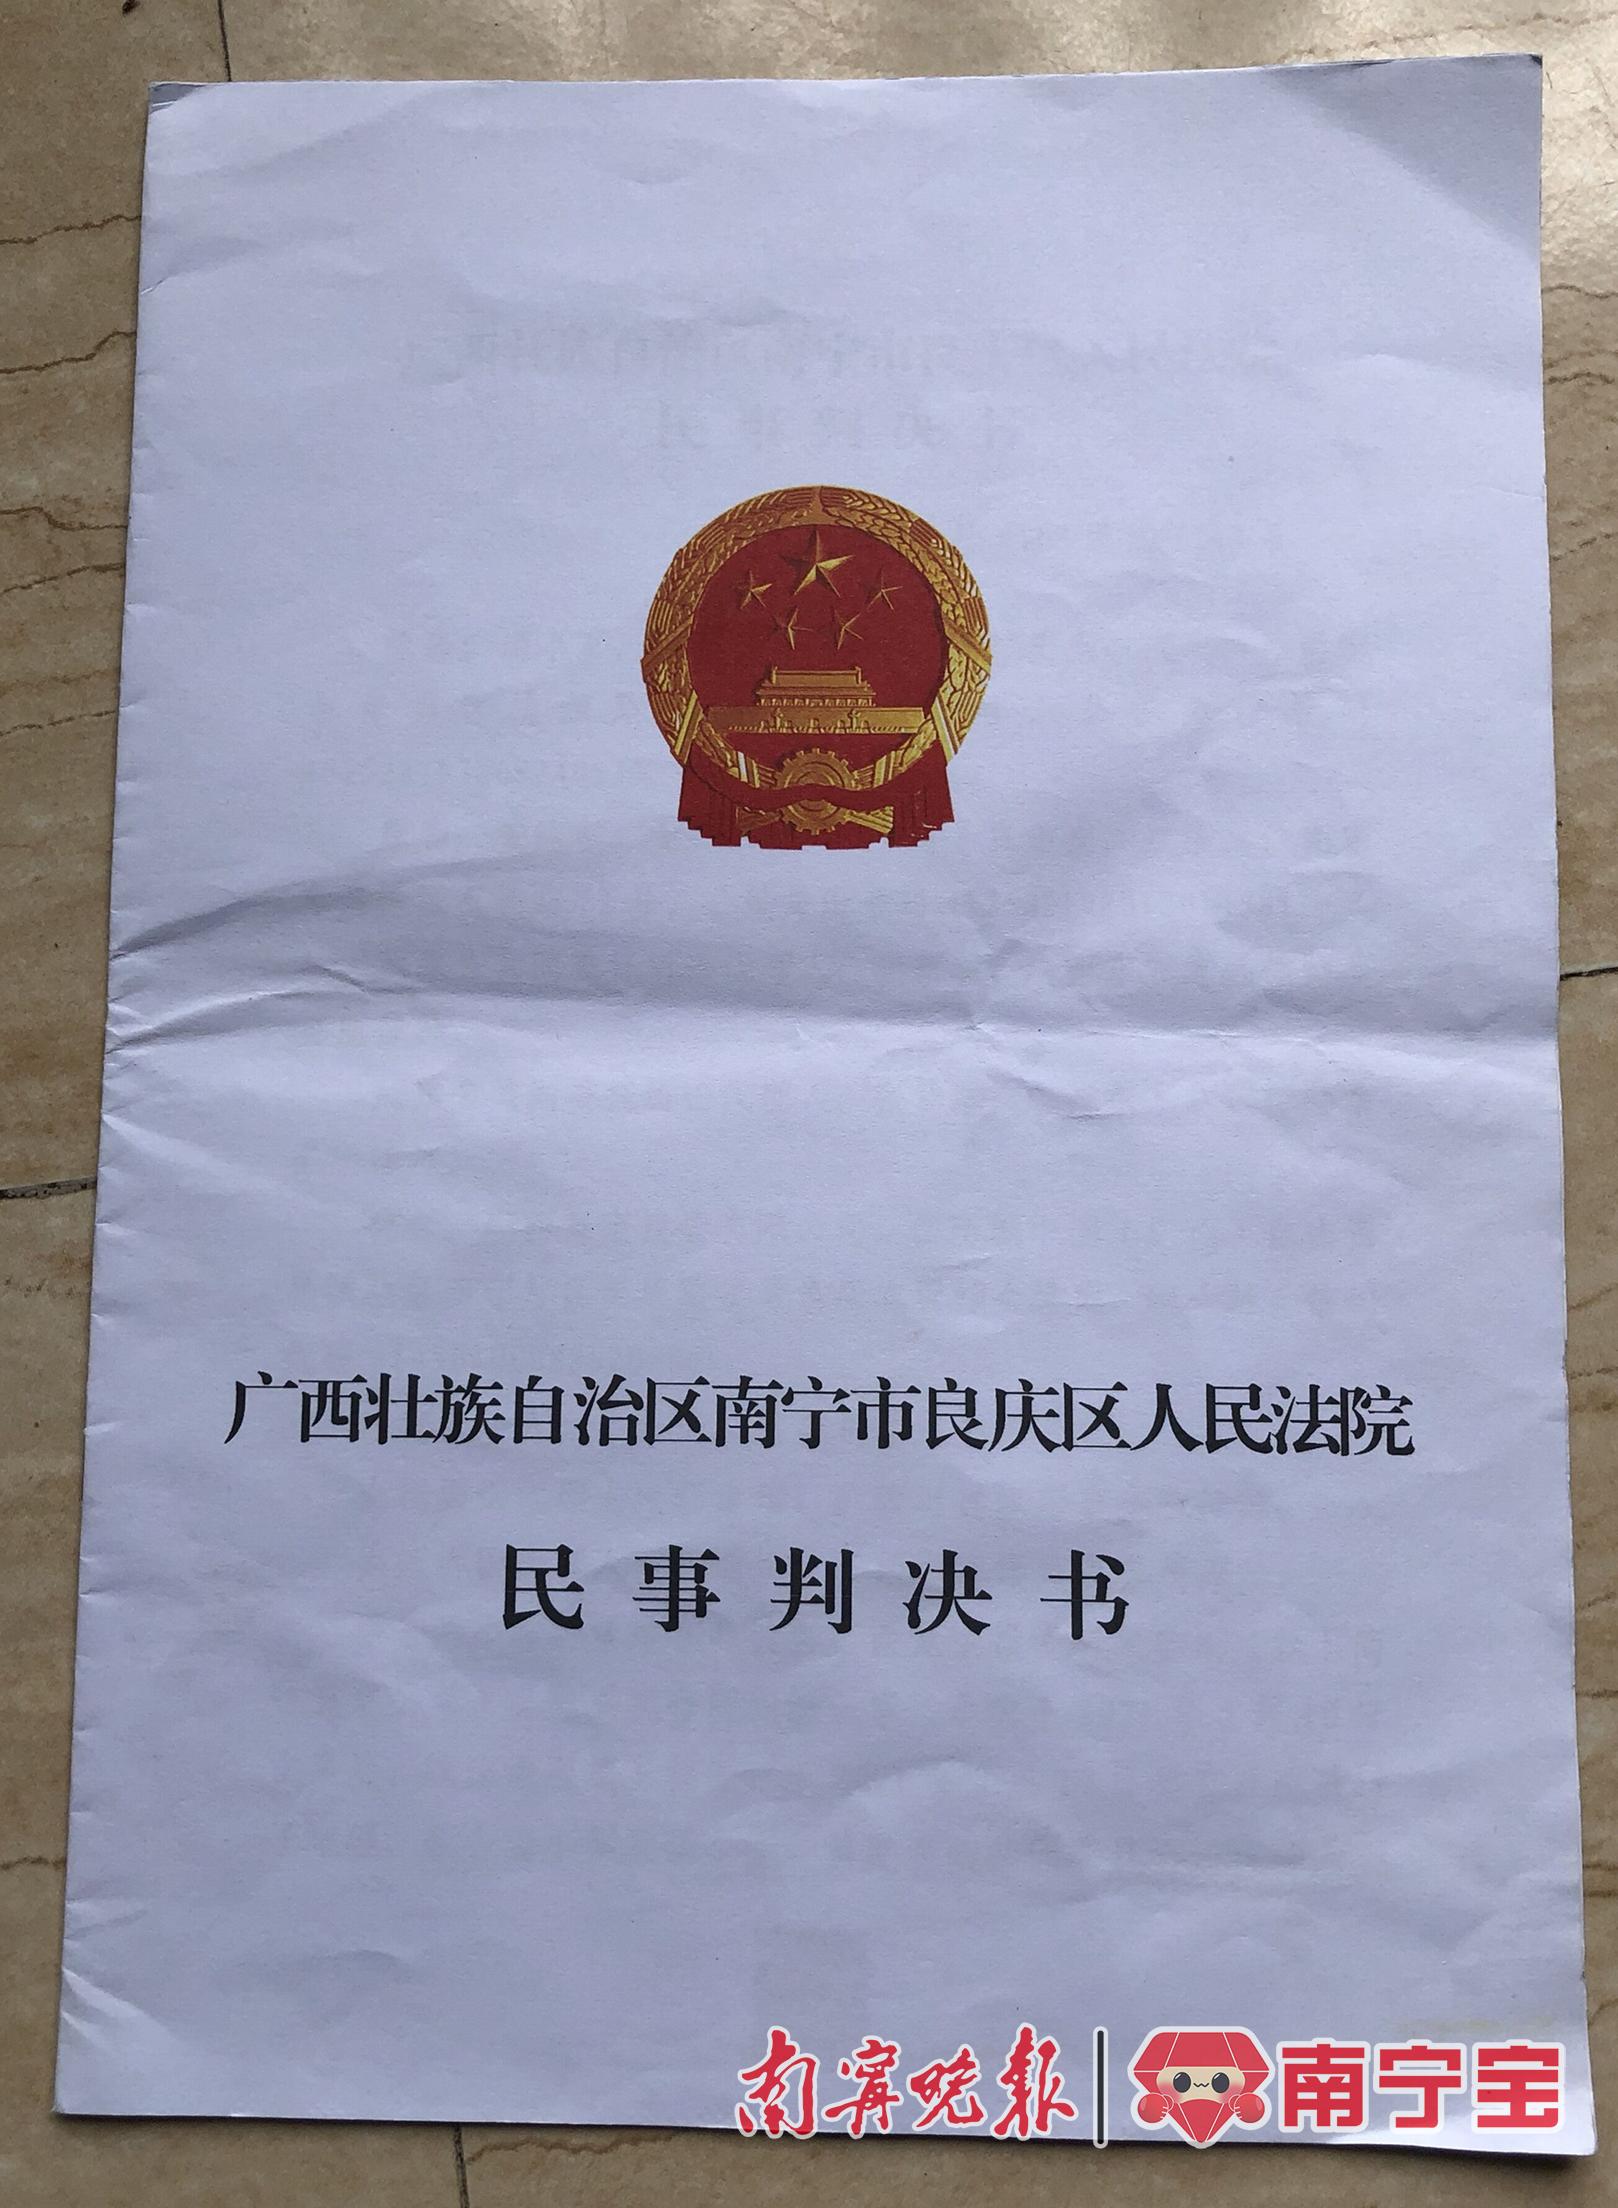 广西壮族自治区南宁市良庆区人民法院
民事判决书
南宁晚报 南宁宝